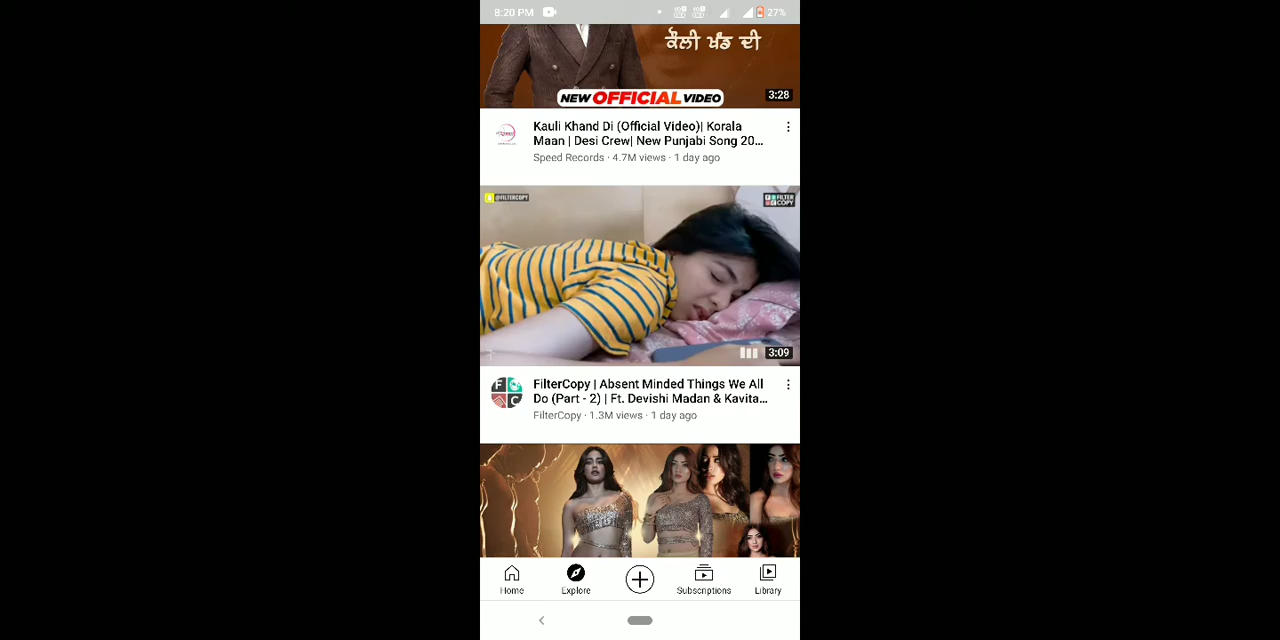 8:20 PM
27%
ਕੌਲੀ ਖੰਡ ਦੀ
NEW OFFICIAL VIDEO
3:28
Kauli Khand Di (Official Video)| Korala
Maan | Desi Crew| New Punjabi Song 20...
Speed Records · 4.7M views · 1 day ago
@FILTERCOPY
FILTER
COPY
3:09
FilterCopy | Absent Minded Things We All
Do (Part - 2) | Ft. Devishi Madan & Kavita...
FilterCopy · 1.3M views · 1 day ago
Home
Explore
Subscriptions
Library